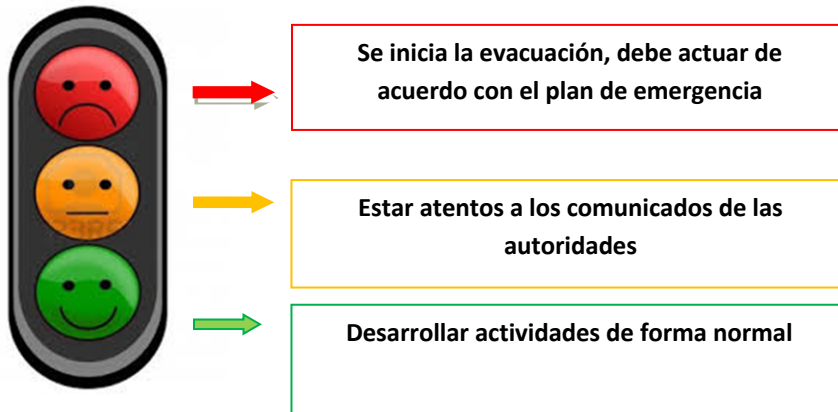 Se inicia la evacuación, debe actuar de
acuerdo con el plan de emergencia
Estar atentos a los comunicados de las
autoridades
Desarrollar actividades de forma normal